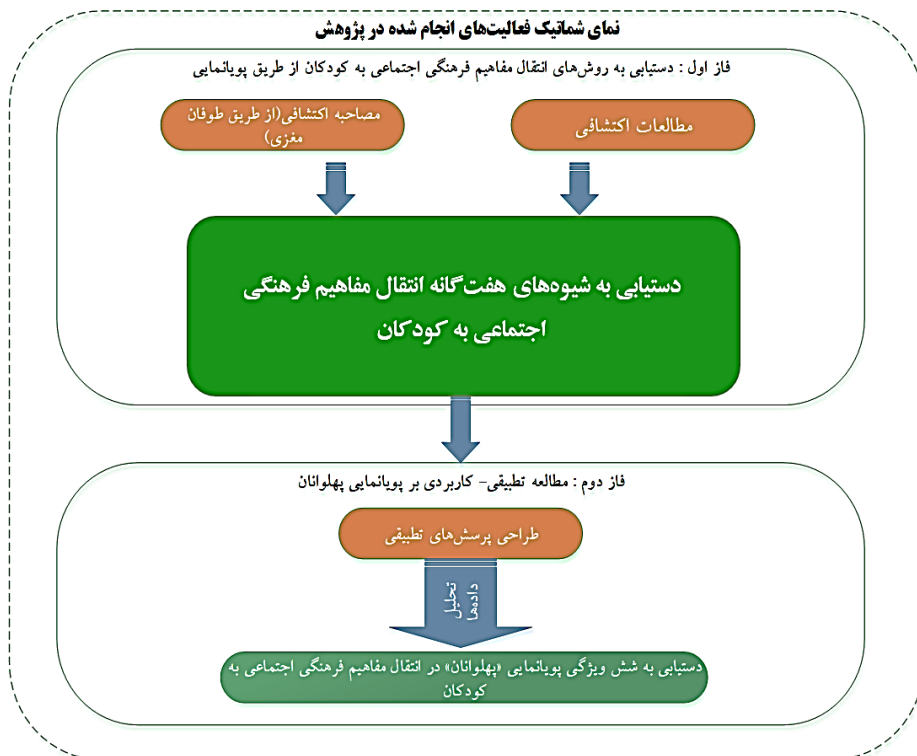 نمای شماتیک فعالیت‌های انجام شده در پژوهش
فاز اول : دستیابی به روش‌های انتقال مفاهیم فرهنگی اجتماعی به کودکان از طریق پویانمایی
مطالعات اکتشافی
مصاحبه اکتشافی(از طریق طوفان
مغزی)
دستیابی به شیوه‌های هفت‌گانه انتقال مفاهیم فرهنگی
اجتماعی به کودکان
فاز دوم : مطالعه تطبیقی- کاربردی بر پویانمایی پهلوانان
طراحی پرسش‌های تطبیقی
تحلیل
داده‌ها
دستیابی به شش ویژگی پویانمایی «پهلوانان» در انتقال مفاهیم فرهنگی اجتماعی به
کودکان